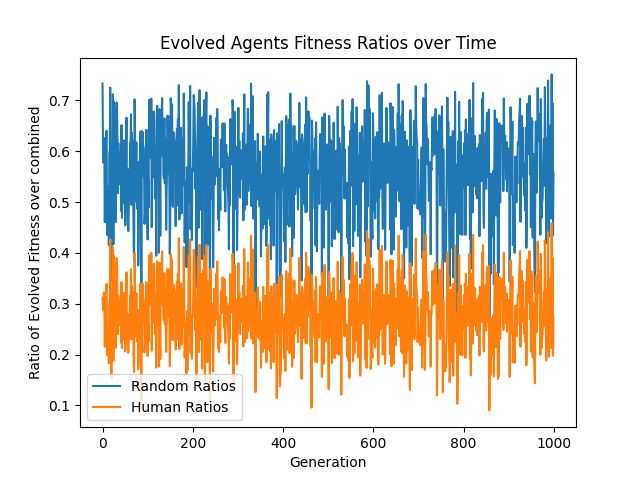 Evolved Agents Fitness Ratios over Time
Ratio of Evolved Fitness over combined
0.7
0.6
0.5
0.4
0.3
0.2
0.1
Random Ratios
Human Ratios
0 200 400 600 800 1000
Generation